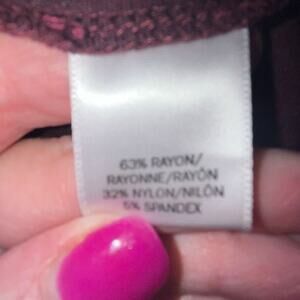 63% RAYON/
RAYONNE/RAYÓN
32% NYLON/NILÓN
5% SPANDEX